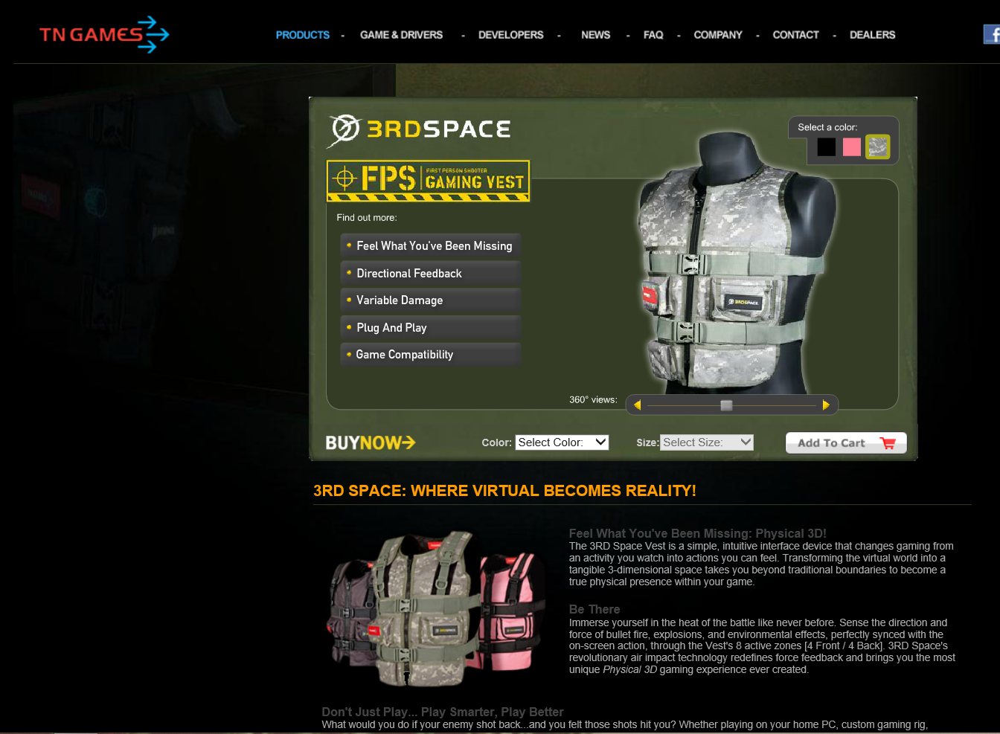 TN GAMES
PRODUCTS - GAME & DRIVERS - DEVELOPERS - NEWS - FAQ - COMPANY - CONTACT - DEALERS
f
3RDSPACE
Select a color:
FPS FIRST PERSON SHOOTER
GAMING VEST
Find out more:
Feel What You've Been Missing
Directional Feedback
Variable Damage
Plug And Play
Game Compatibility
3RDSPACE
360° views:
BUYNOW
Color: Select Color:
Size: Select Size:
Add To Cart
3RD SPACE: WHERE VIRTUAL BECOMES REALITY!
Feel What You've Been Missing: Physical 3D!
The 3RD Space Vest is a simple, intuitive interface device that changes gaming from
an activity you watch into actions you can feel. Transforming the virtual world into a
tangible 3-dimensional space takes you beyond traditional boundaries to become a
true physical presence within your game.
Be There
Immerse yourself in the heat of the battle like never before. Sense the direction and
force of bullet fire, explosions, and environmental effects, perfectly synced with the
on-screen action, through the Vest's 8 active zones [4 Front / 4 Back]. 3RD Space's
revolutionary air impact technology redefines force feedback and brings you the most
unique Physical 3D gaming experience ever created.
Don't Just Play... Play Smarter, Play Better
What would you do if your enemy shot back...and you felt those shots hit you? Whether playing on your home PC, custom gaming rig,